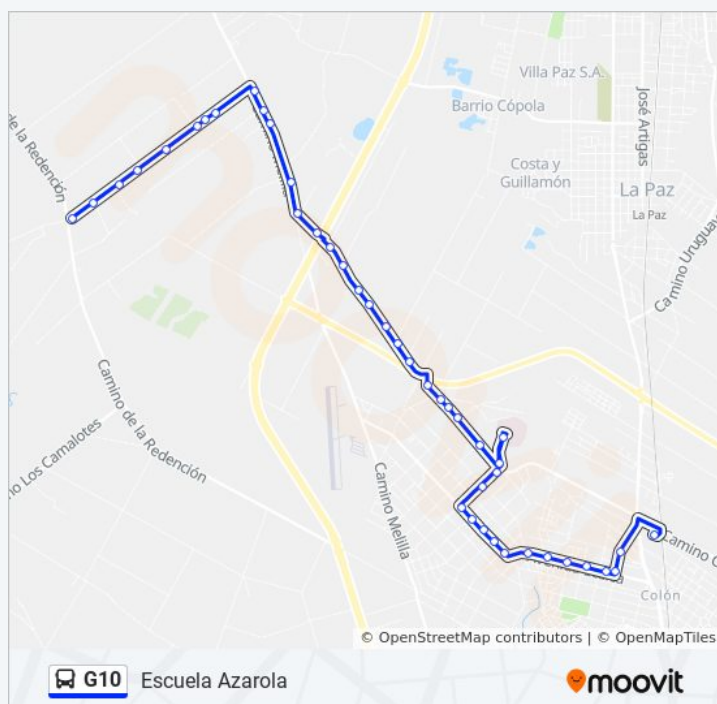 Villa Paz S.A.
Barrio Cópola
José Artigas
de la Redención
Costa y
Guillamón
La Paz
La Paz
Camino Uruguay
Camino de la Redención
no Los Camalotes
Camino Melilla
Camino C
Colón
© OpenStreetMap contributors | © OpenMapTiles
G10 Escuela Azarola
moovit